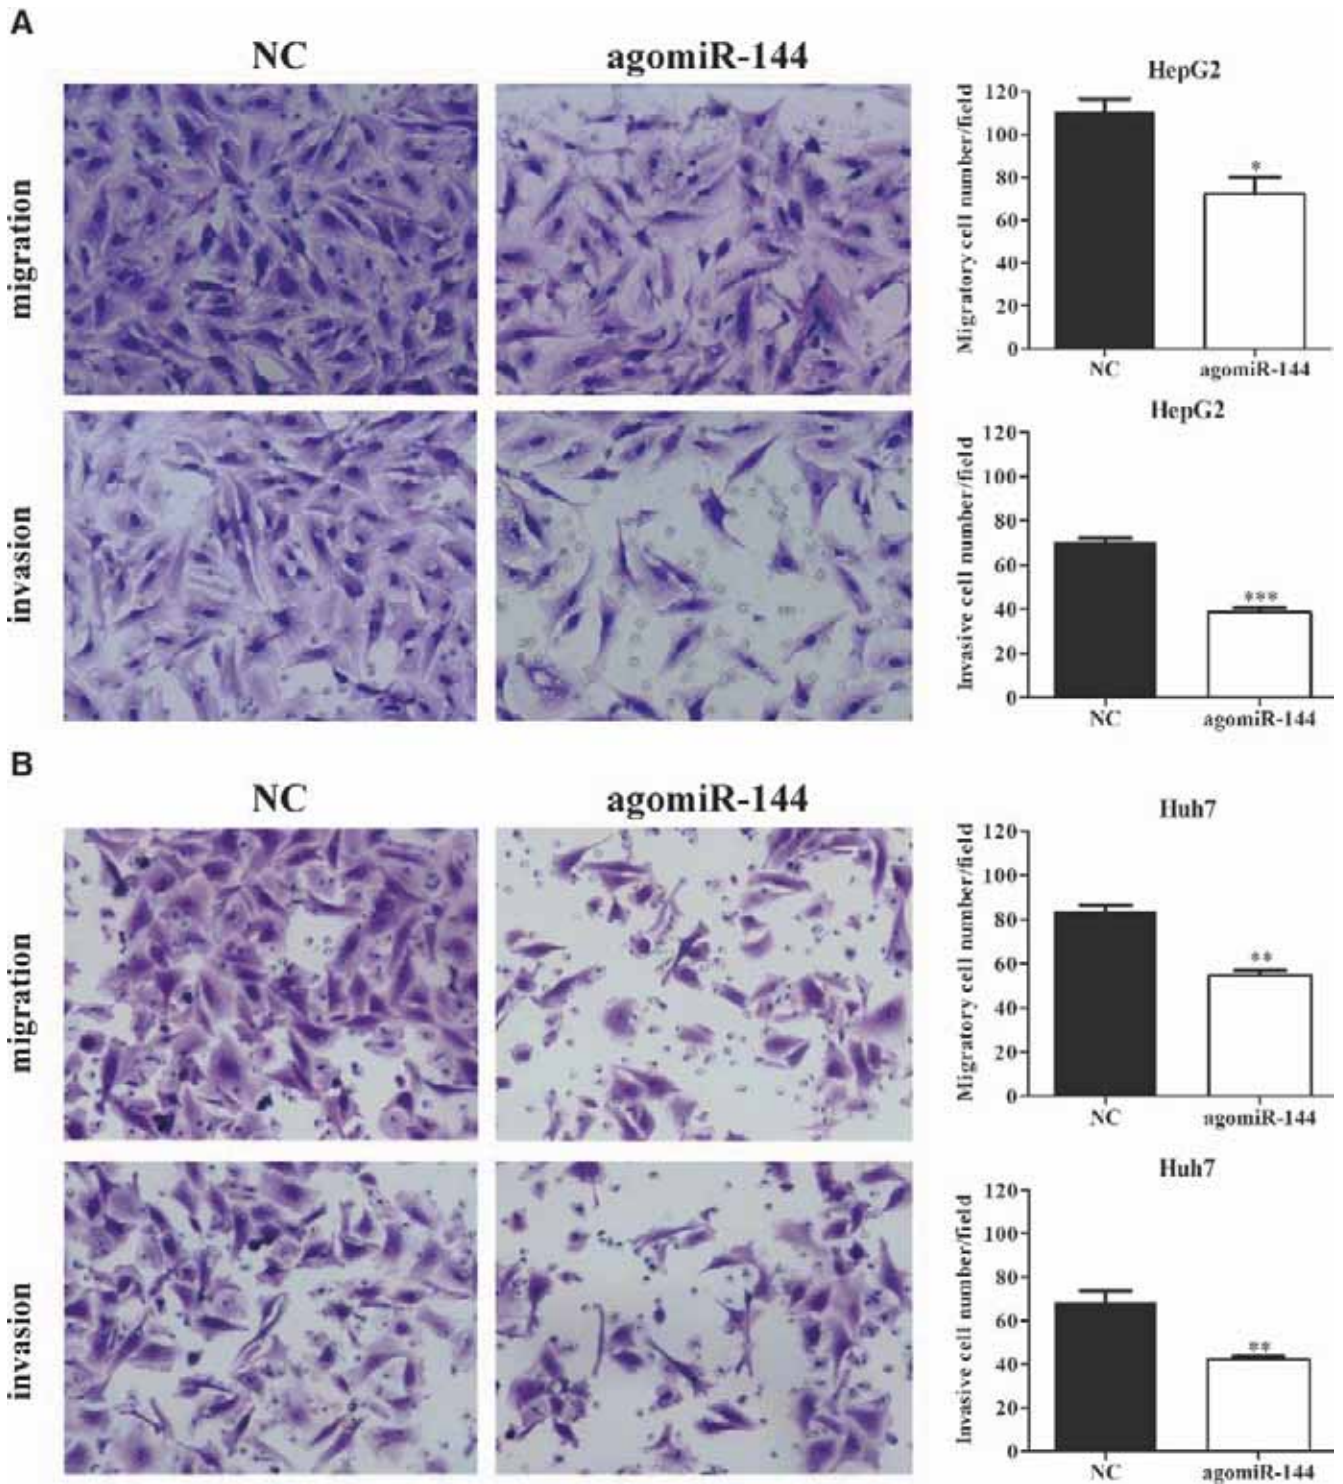 A
NC
agomiR-144
migration
invasion
HepG2
Migratory cell number/field
120
100
80
60
40
20
0
*
NC
agomiR-144
HepG2
Invasive cell number/field
120
100
80
60
40
20
0
***
NC
agomiR-144
B
NC
agomiR-144
migration
invasion
Huh7
Migratory cell number/field
120
100
80
60
40
20
0
**
NC
agomiR-144
Huh7
Invasive cell number/field
120
100
80
60
40
20
0
**
NC
agomiR-144